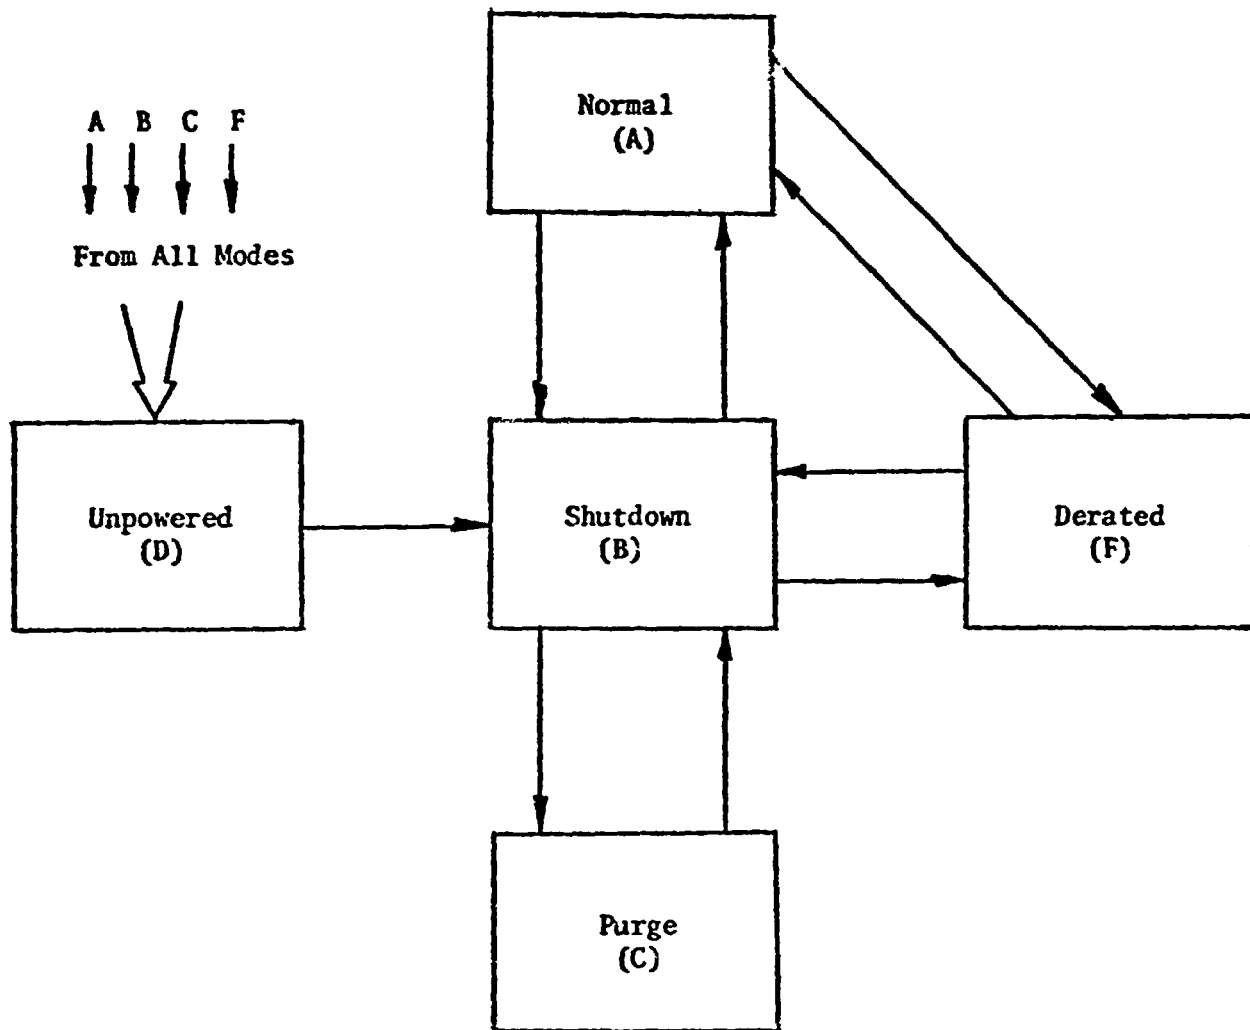 Normal
(A)
A B C F
From All Modes
Unpowered
(D)
Shutdown
(B)
Derated
(F)
Purge
(C)